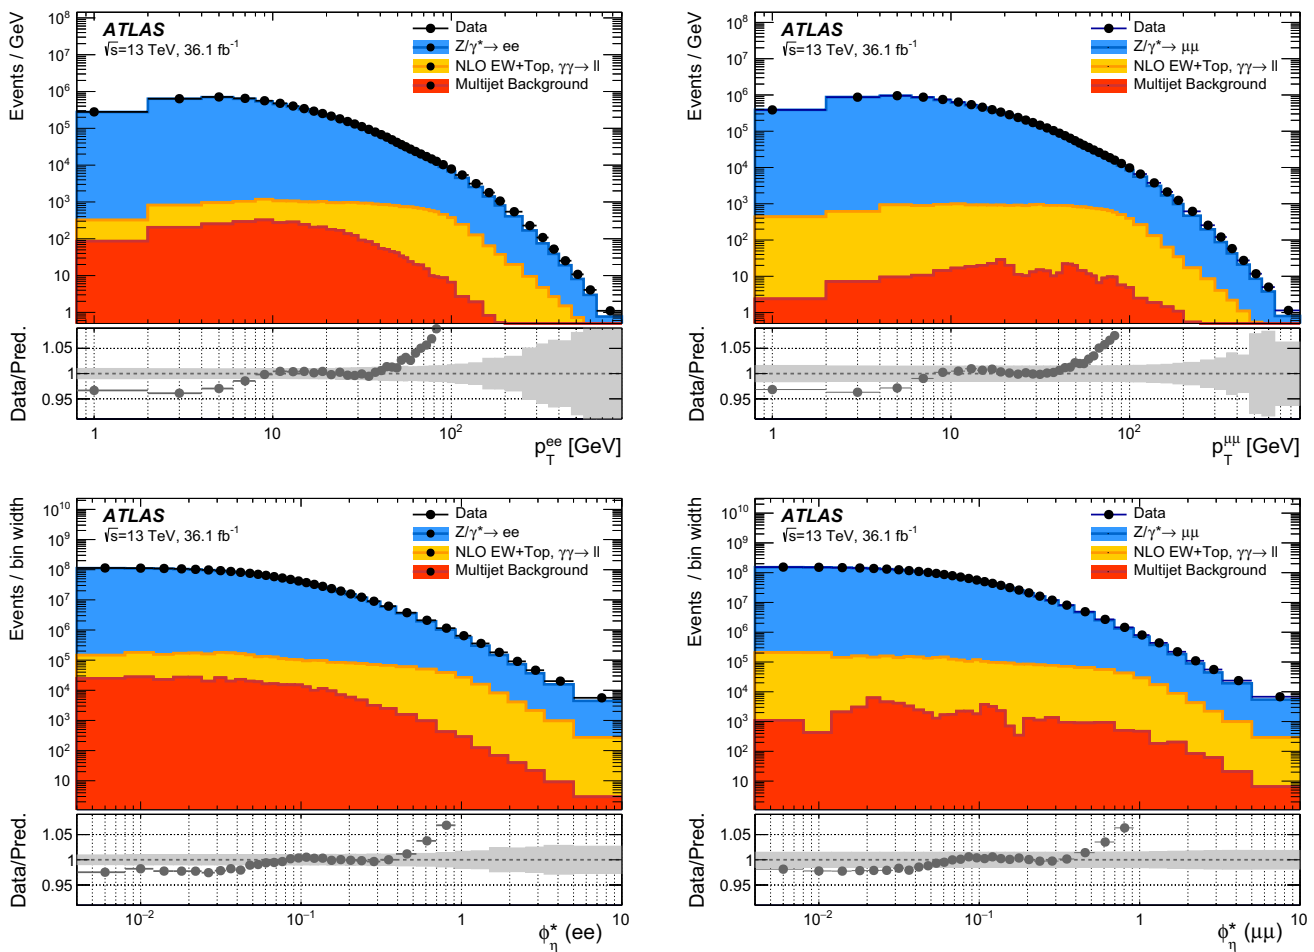 ATLAS
√s=13 TeV, 36.1 fb⁻¹
Data
Z/γ*→ ee
NLO EW+Top, γγ→ ll
Multijet Background
Events / GeV
10⁸
10⁷
10⁶
10⁵
10⁴
10³
10²
10
1
Data/Pred.
1.05
1
0.95
1 10 10²
p_T^ee [GeV]
ATLAS
√s=13 TeV, 36.1 fb⁻¹
Data
Z/γ*→ μμ
NLO EW+Top, γγ→ ll
Multijet Background
Events / GeV
10⁸
10⁷
10⁶
10⁵
10⁴
10³
10²
10
1
Data/Pred.
1.05
1
0.95
1 10 10²
p_T^μμ [GeV]
ATLAS
√s=13 TeV, 36.1 fb⁻¹
Data
Z/γ*→ ee
NLO EW+Top, γγ→ ll
Multijet Background
Events / bin width
10¹⁰
10⁹
10⁸
10⁷
10⁶
10⁵
10⁴
10³
10²
10
Data/Pred.
1.05
1
0.95
10⁻² 10⁻¹ 1 10
ϕ*_η (ee)
ATLAS
√s=13 TeV, 36.1 fb⁻¹
Data
Z/γ*→ μμ
NLO EW+Top, γγ→ ll
Multijet Background
Events / bin width
10¹⁰
10⁹
10⁸
10⁷
10⁶
10⁵
10⁴
10³
10²
10
Data/Pred.
1.05
1
0.95
10⁻² 10⁻¹ 1 10
ϕ*_η (μμ)